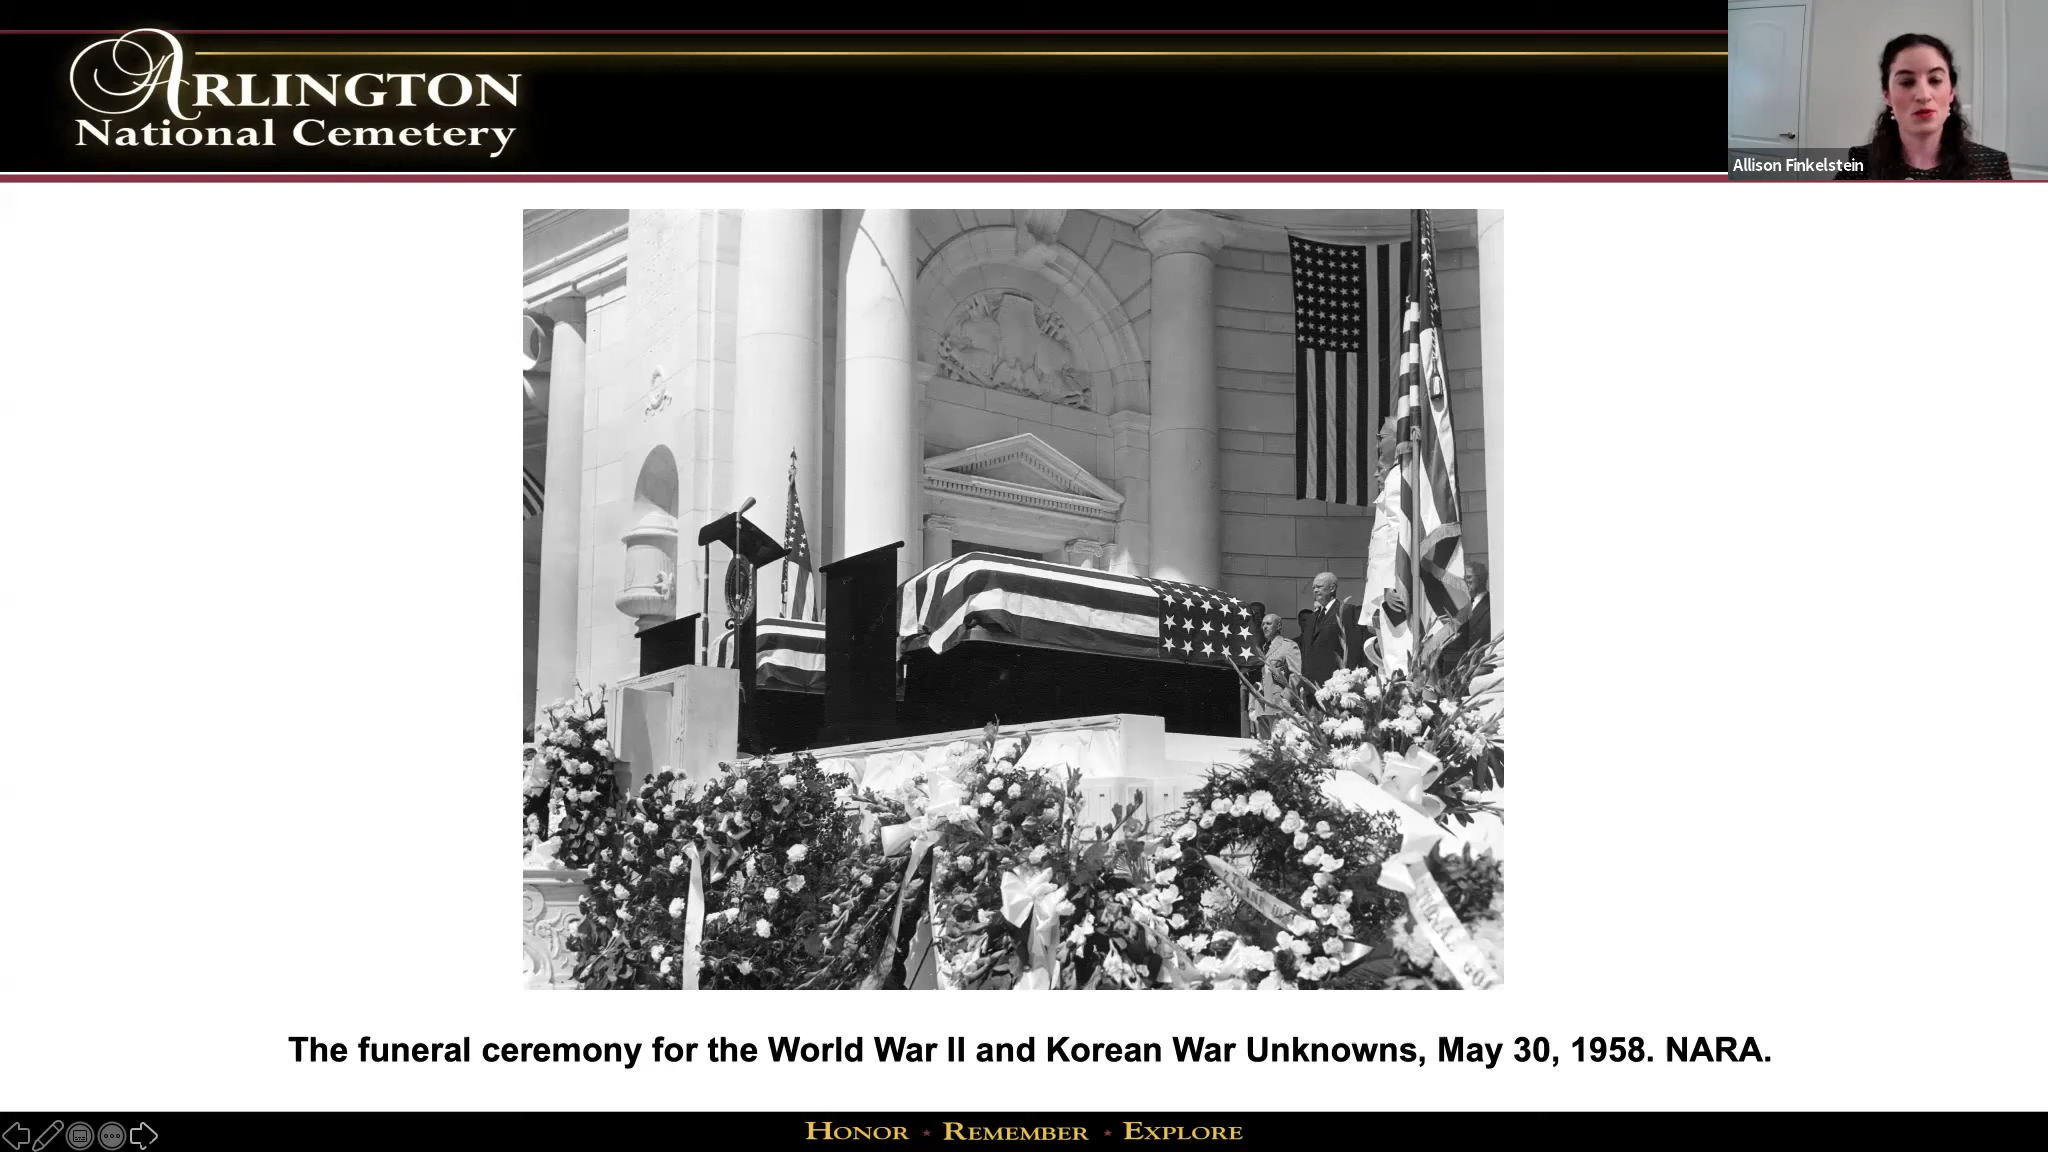 ARLINGTON
National Cemetery
Allison Finkelstein
The funeral ceremony for the World War II and Korean War Unknowns, May 30, 1958. NARA.
HONOR ★ REMEMBER ★ EXPLORE